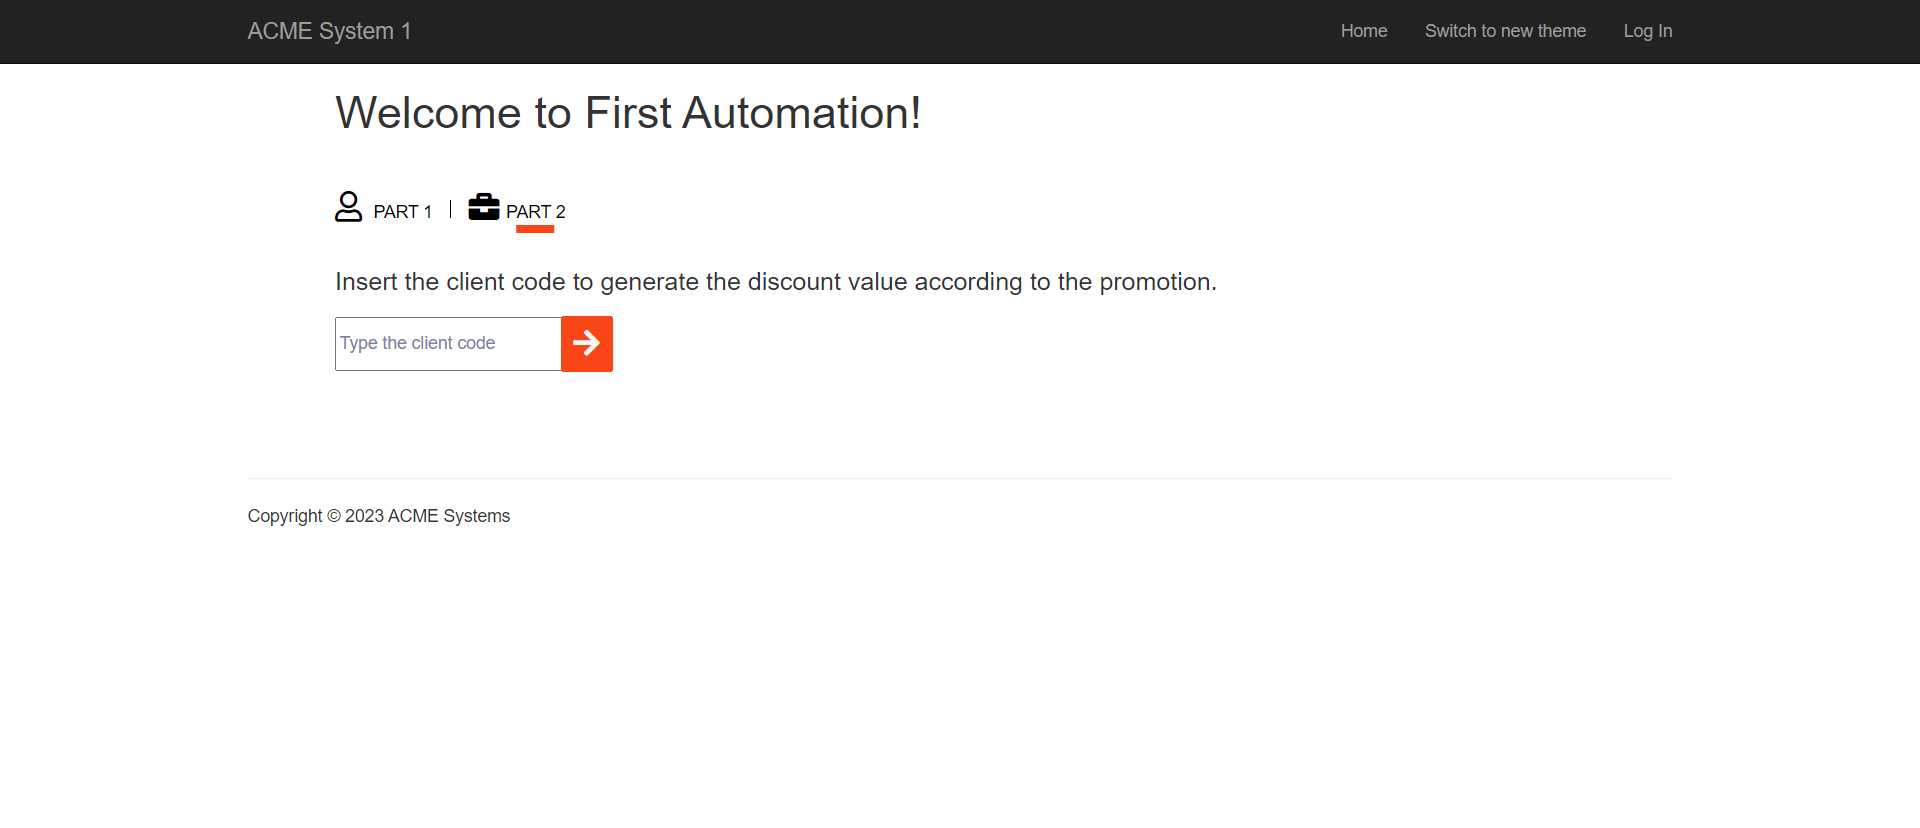 ACME System 1
Home
Switch to new theme
Log In
Welcome to First Automation!
PART 1 | PART 2
Insert the client code to generate the discount value according to the promotion.
Type the client code
Copyright © 2023 ACME Systems